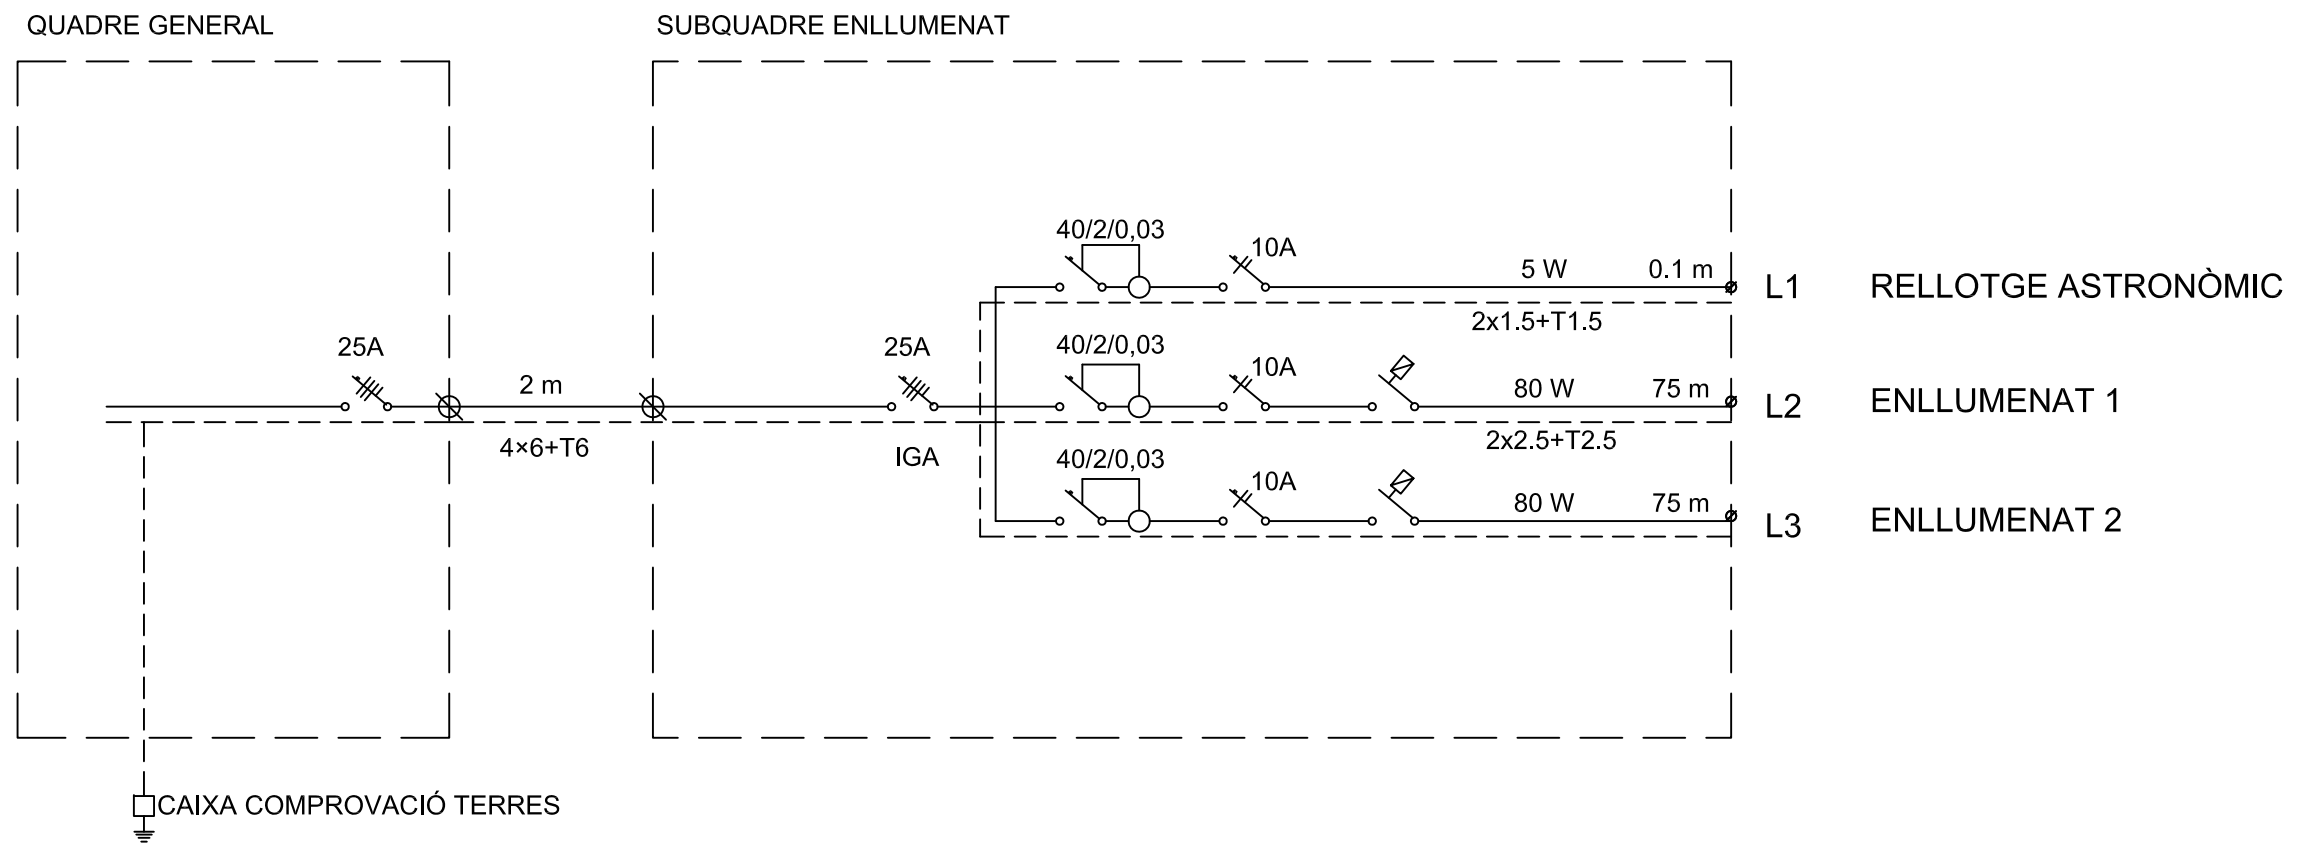 QUADRE GENERAL
SUBQUADRE ENLLUMENAT
40/2/0,03
10A
5 W
0.1 m
L1
RELLOTGE ASTRONÒMIC
2x1.5+T1.5
25A
2 m
4×6+T6
25A
IGA
40/2/0,03
10A
80 W
75 m
L2
ENLLUMENAT 1
2x2.5+T2.5
40/2/0,03
10A
80 W
75 m
L3
ENLLUMENAT 2
CAIXA COMPROVACIÓ TERRES